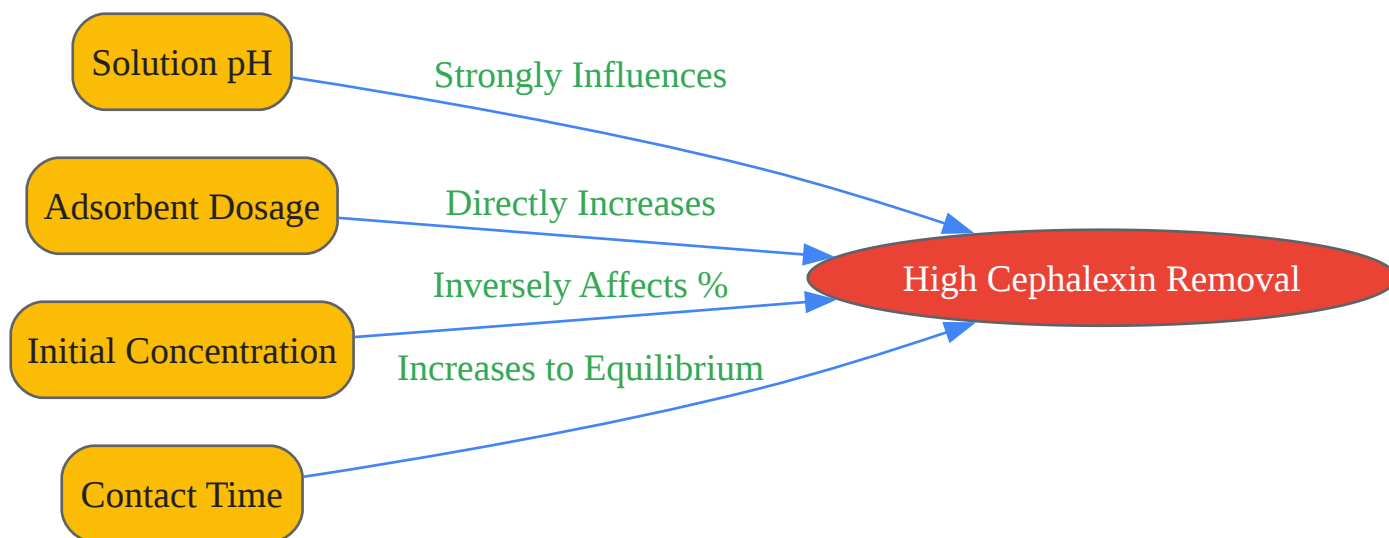 Solution pH
Strongly Influences
Adsorbent Dosage
Directly Increases
High Cephalexin Removal
Initial Concentration
Inversely Affects %
Increases to Equilibrium
Contact Time